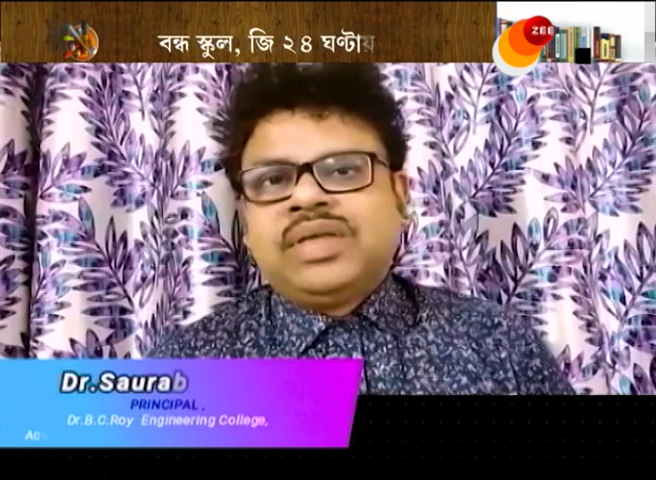 বন্ধ স্কুল, জি ২৪ ঘণ্টায়
ZEE
Dr.Saurab
PRINCIPAL .
Dr.B.C.Roy Engineering College,